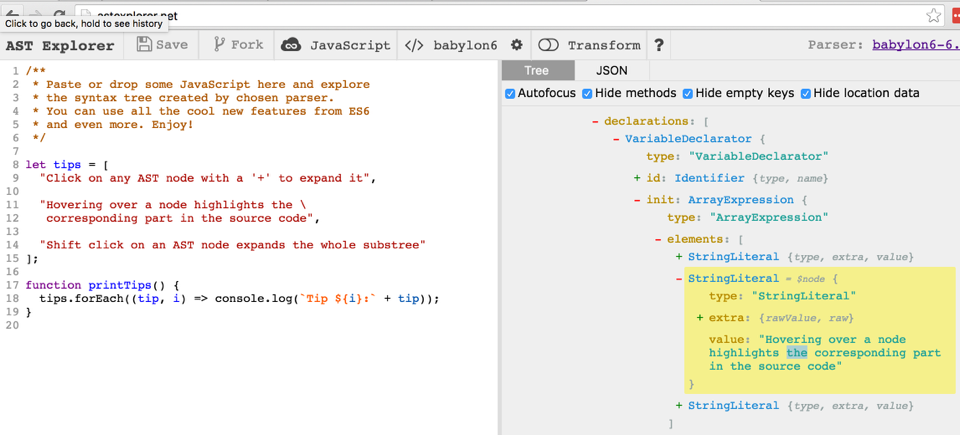 astexplorer.net
Click to go back, hold to see history
AST Explorer Save Fork JavaScript </> babylon6 Transform ? Parser: babylon6-6.
Tree JSON
Autofocus Hide methods Hide empty keys Hide location data
1 /**
2 * Paste or drop some JavaScript here and explore
3 * the syntax tree created by chosen parser.
4 * You can use all the cool new features from ES6
5 * and even more. Enjoy!
6 */
7
8 let tips = [
9 "Click on any AST node with a '+' to expand it",
10
11 "Hovering over a node highlights the \
12 corresponding part in the source code",
13
14 "Shift click on an AST node expands the whole substree"
15 ];
16
17 function printTips() {
18 tips.forEach((tip, i) => console.log(`Tip ${i}:` + tip));
19 }
20
- declarations: [
- VariableDeclarator {
type: "VariableDeclarator"
+ id: Identifier {type, name}
- init: ArrayExpression {
type: "ArrayExpression"
- elements: [
+ StringLiteral {type, extra, value}
- StringLiteral = $node {
type: "StringLiteral"
+ extra: {rawValue, raw}
value: "Hovering over a node
highlights the corresponding part
in the source code"
}
+ StringLiteral {type, extra, value}
]